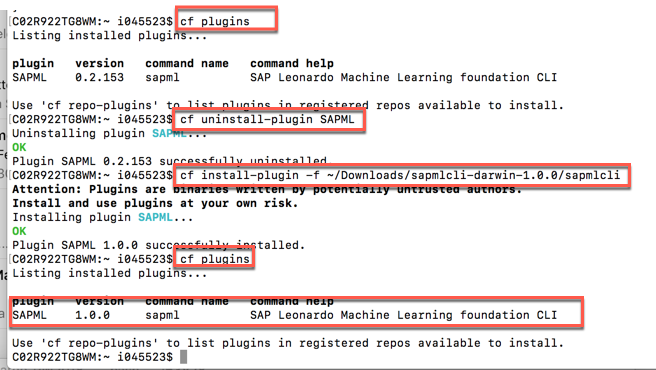 [C02R922TG8WM:~ i045523$ cf plugins
Listing installed plugins...
plugin version command name command help
SAPML 0.2.153 sapml SAP Leonardo Machine Learning foundation CLI
Use 'cf repo-plugins' to list plugins in registered repos available to install.
[C02R922TG8WM:~ i045523$ cf uninstall-plugin SAPML
Uninstalling plugin SAPML...
OK
Plugin SAPML 0.2.153 successfully uninstalled.
[C02R922TG8WM:~ i045523$ cf install-plugin -f ~/Downloads/sapmlcli-darwin-1.0.0/sapmlcli
Attention: Plugins are binaries written by potentially untrusted authors.
Install and use plugins at your own risk.
Installing plugin SAPML...
OK
Plugin SAPML 1.0.0 successfully installed.
[C02R922TG8WM:~ i045523$ cf plugins
Listing installed plugins...
plugin version command name command help
SAPML 1.0.0 sapml SAP Leonardo Machine Learning foundation CLI
Use 'cf repo-plugins' to list plugins in registered repos available to install.
C02R922TG8WM:~ i045523$